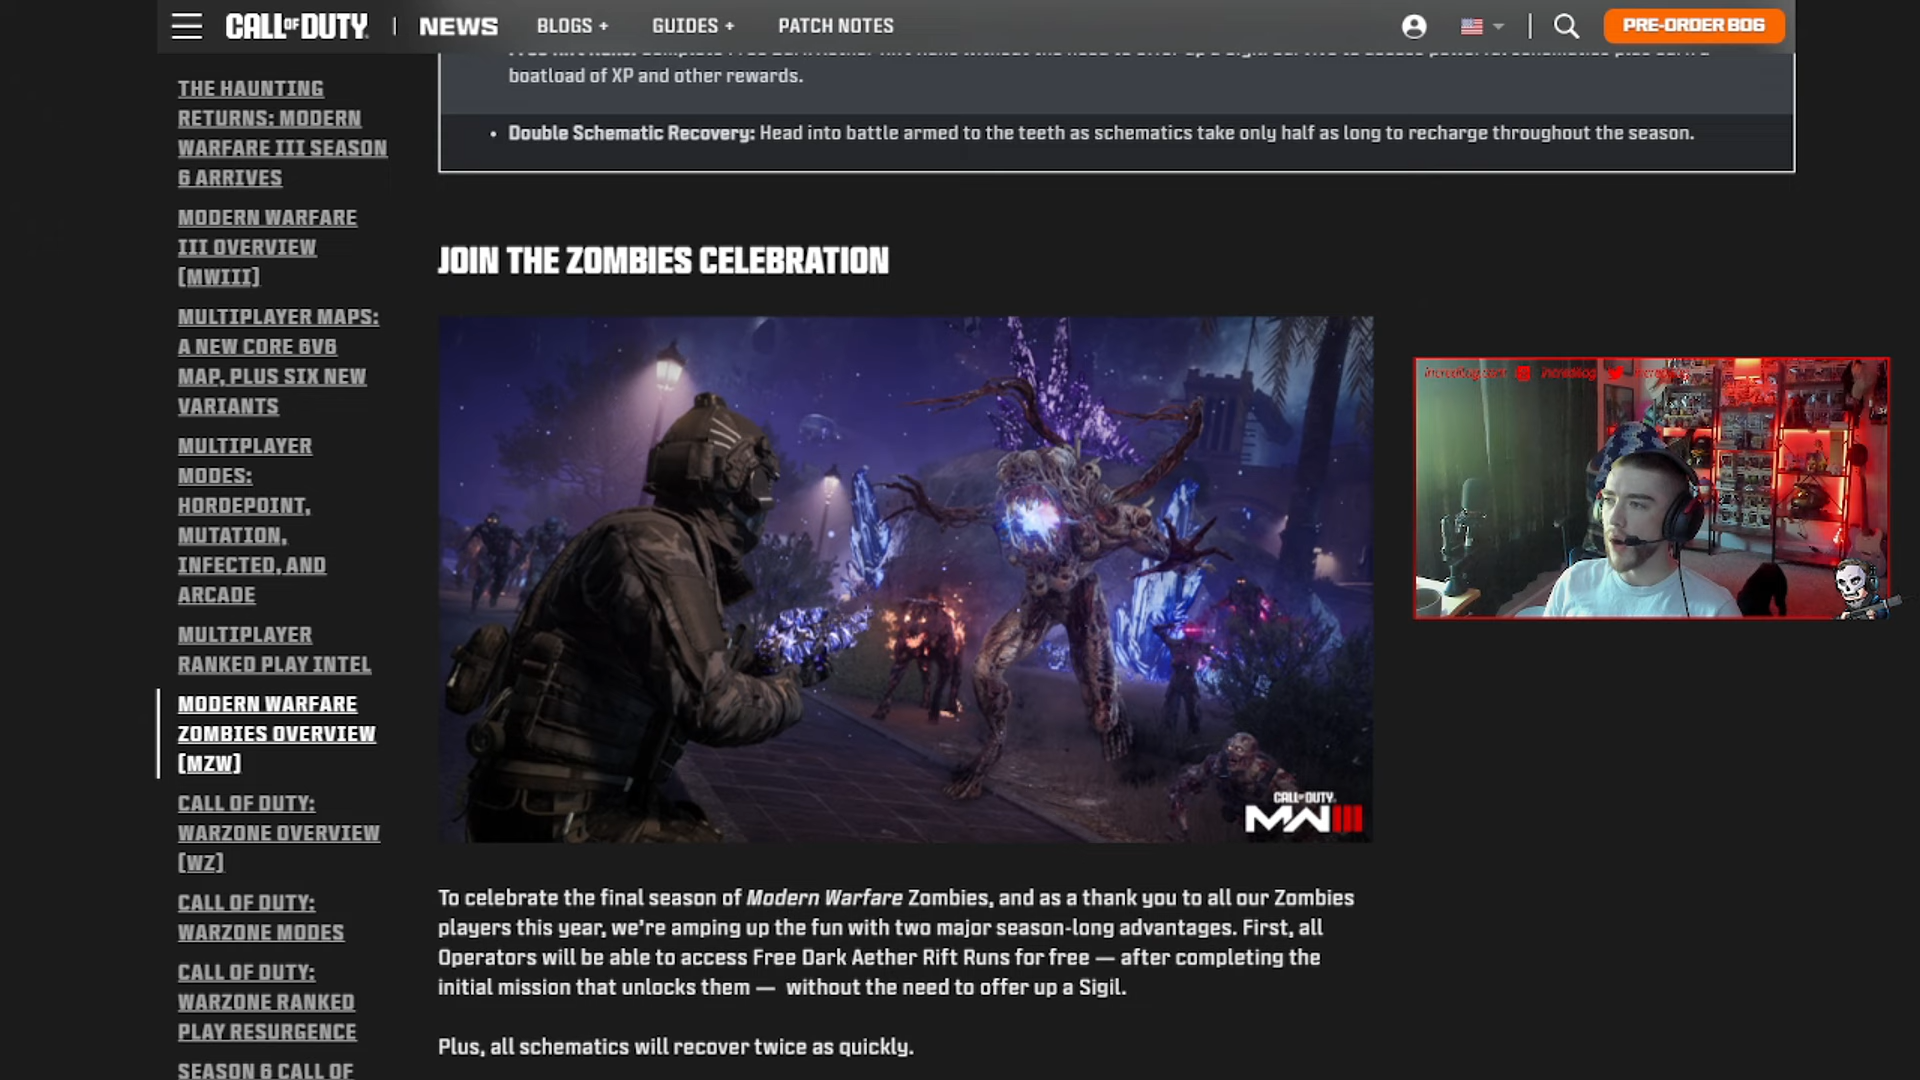 CALL OF DUTY
NEWS
BLOGS +
GUIDES +
PATCH NOTES
PRE-ORDER BO6
THE HAUNTING
RETURNS: MODERN
WARFARE III SEASON
6 ARRIVES
MODERN WARFARE
III OVERVIEW
[MWIII]
MULTIPLAYER MAPS:
A NEW CORE 6V6
MAP, PLUS SIX NEW
VARIANTS
MULTIPLAYER
MODES:
HORDEPOINT,
MUTATION,
INFECTED, AND
ARCADE
MULTIPLAYER
RANKED PLAY INTEL
MODERN WARFARE
ZOMBIES OVERVIEW
[MZW]
CALL OF DUTY:
WARZONE OVERVIEW
[WZ]
CALL OF DUTY:
WARZONE MODES
CALL OF DUTY:
WARZONE RANKED
PLAY RESURGENCE
SEASON 6 CALL OF
boatload of XP and other rewards.
• Double Schematic Recovery: Head into battle armed to the teeth as schematics take only half as long to recharge throughout the season.
JOIN THE ZOMBIES CELEBRATION
CALL OF DUTY
MWIII
To celebrate the final season of Modern Warfare Zombies, and as a thank you to all our Zombies
players this year, we're amping up the fun with two major season-long advantages. First, all
Operators will be able to access Free Dark Aether Rift Runs for free — after completing the
initial mission that unlocks them — without the need to offer up a Sigil.
Plus, all schematics will recover twice as quickly.